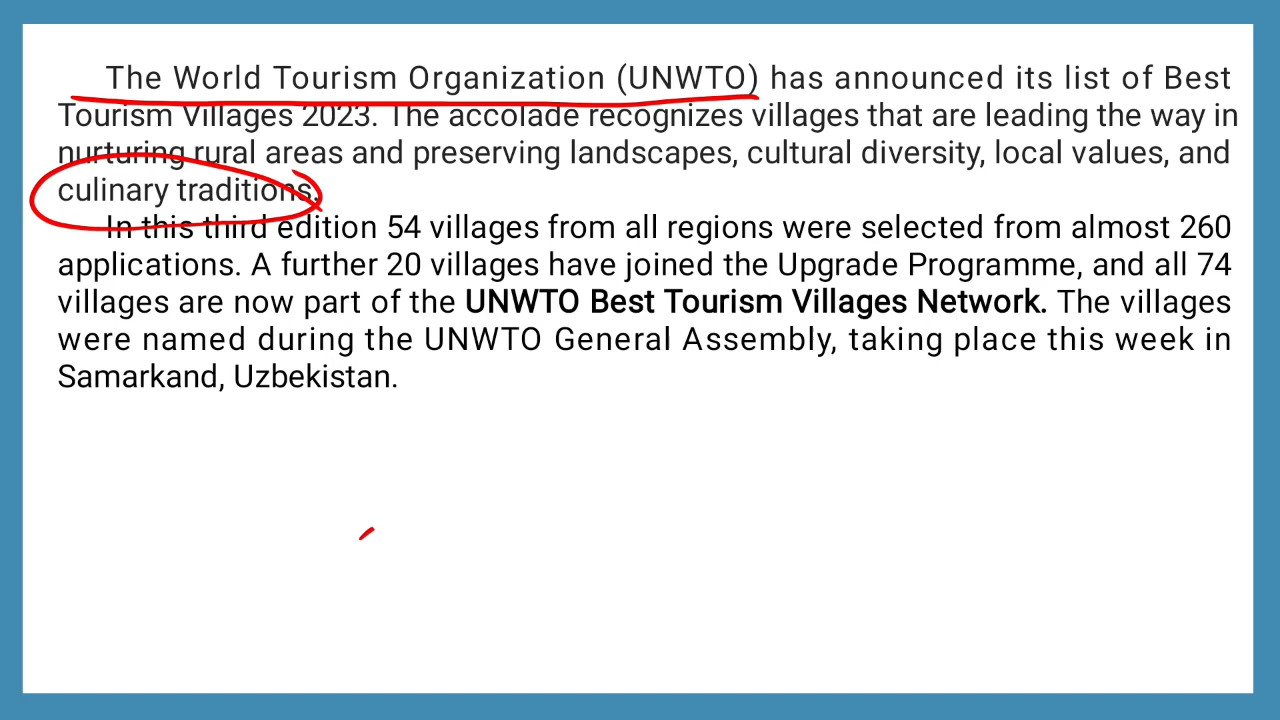 The World Tourism Organization (UNWTO) has announced its list of Best
Tourism Villages 2023. The accolade recognizes villages that are leading the way in
nurturing rural areas and preserving landscapes, cultural diversity, local values, and
culinary traditions.
In this third edition 54 villages from all regions were selected from almost 260
applications. A further 20 villages have joined the Upgrade Programme, and all 74
villages are now part of the UNWTO Best Tourism Villages Network. The villages
were named during the UNWTO General Assembly, taking place this week in
Samarkand, Uzbekistan.